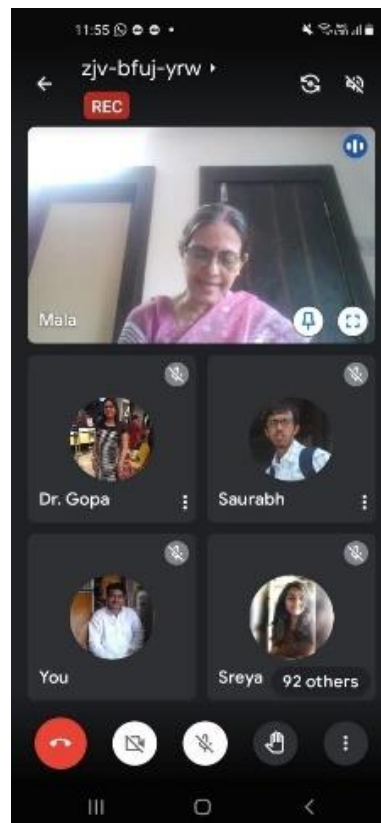 11:55
zjv-bfuj-yrw
REC
Mala
Dr. Gopa
Saurabh
You
Sreya
92 others